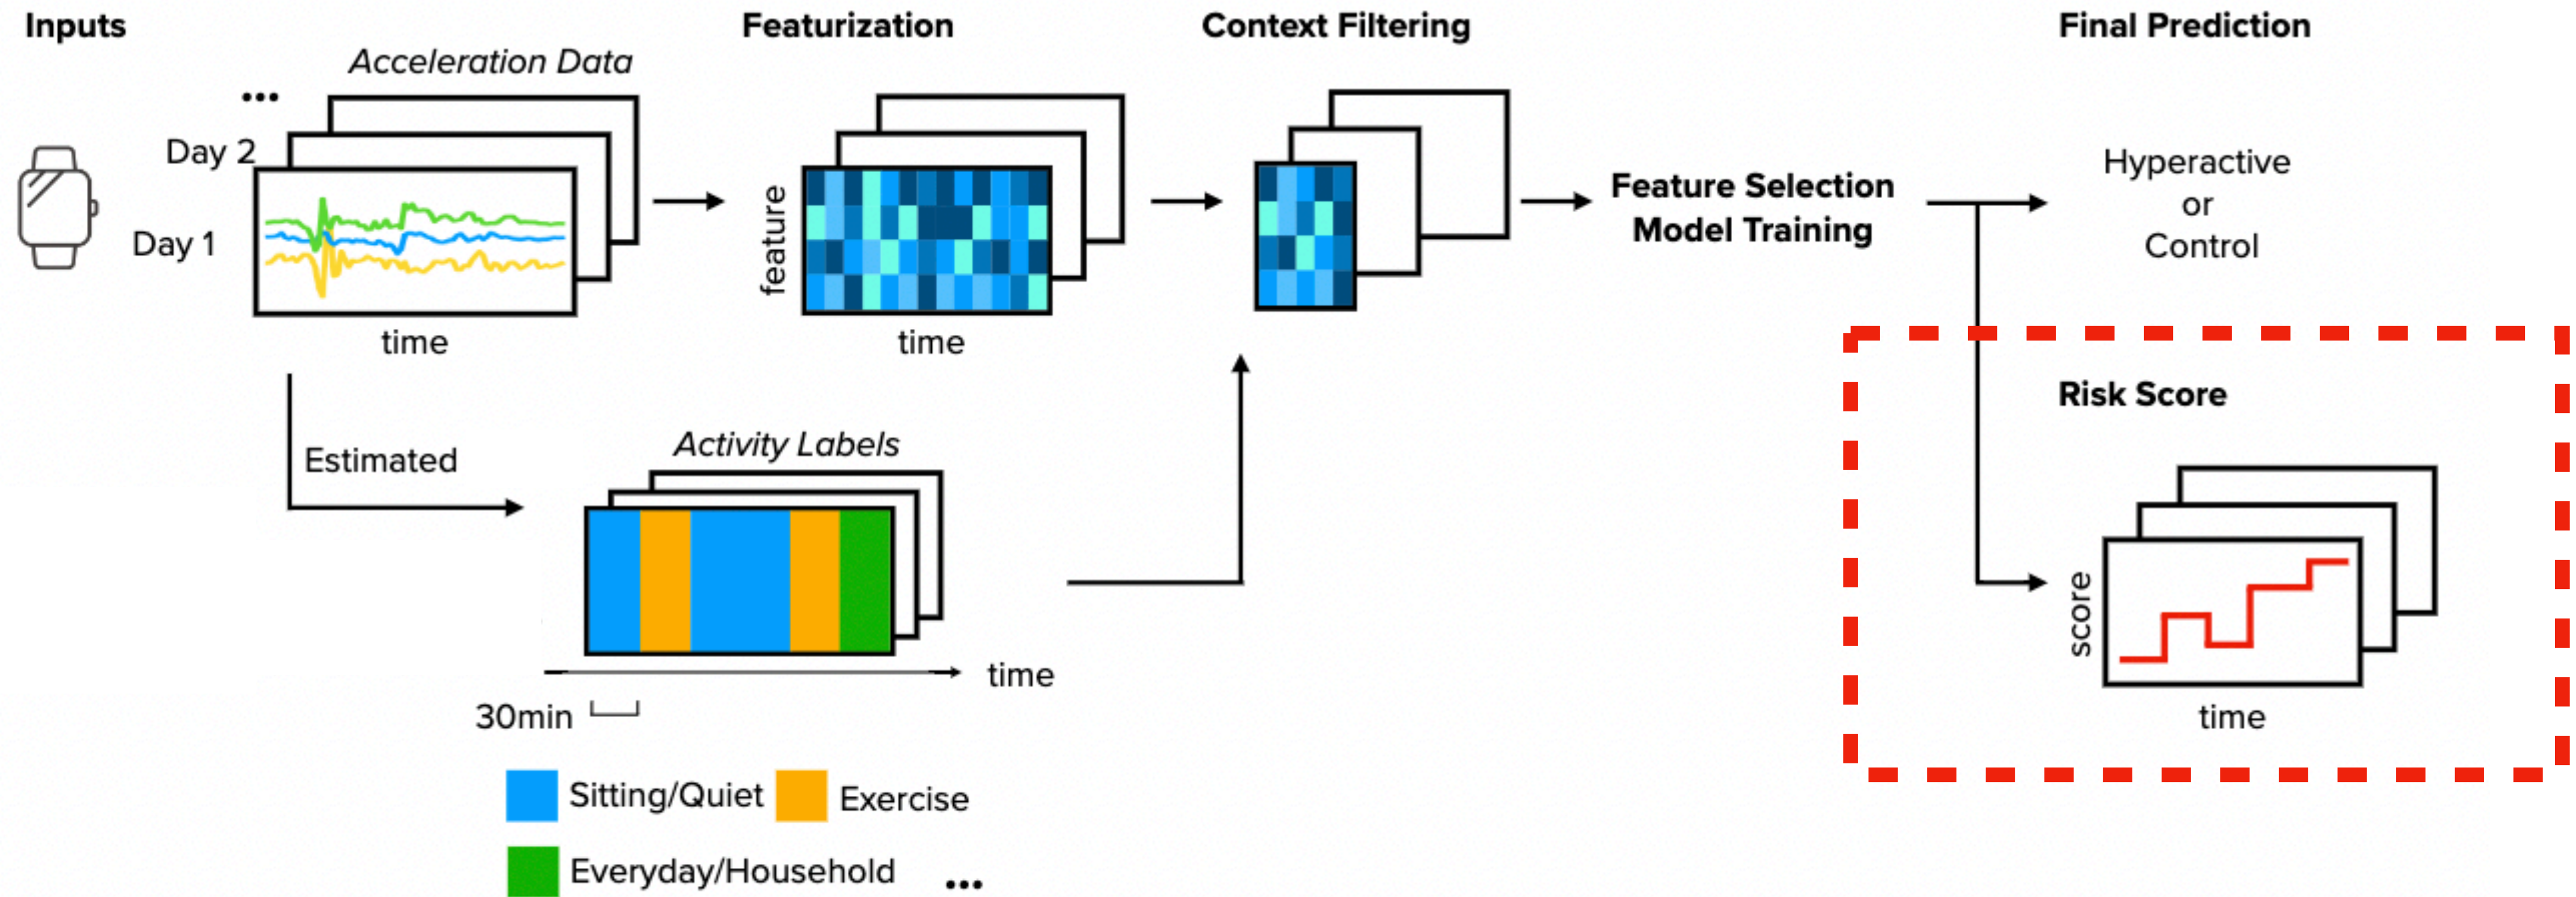 Inputs
Featurization
Context Filtering
Final Prediction
Acceleration Data
...
Day 2
Day 1
time
feature
time
Feature Selection
Model Training
Hyperactive
or
Control
Estimated
Activity Labels
time
30min
Sitting/Quiet
Exercise
Everyday/Household
...
Risk Score
score
time